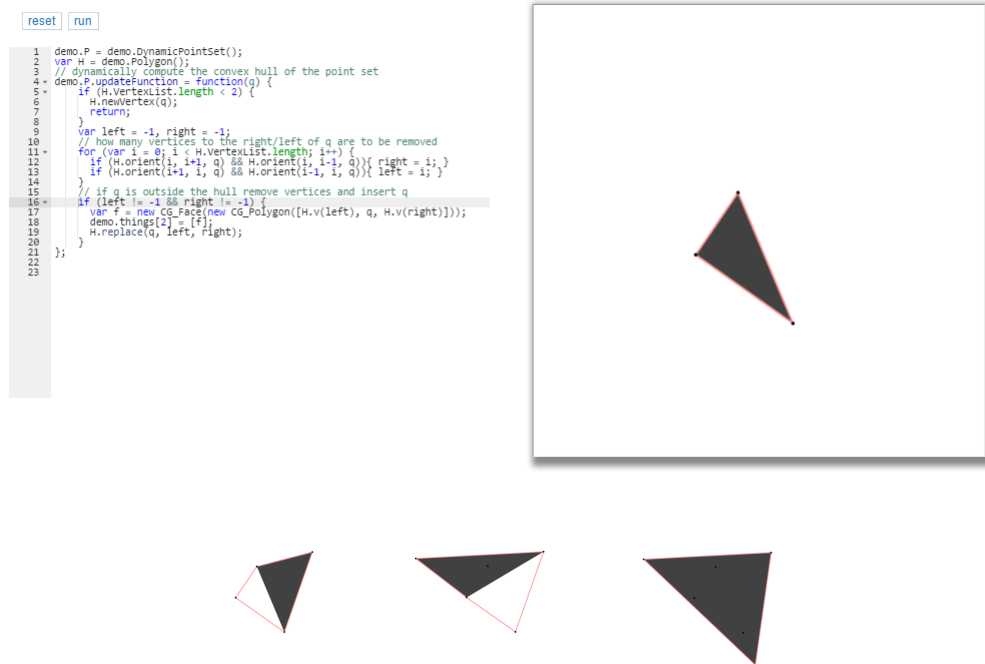 reset run
1 demo.P = demo.DynamicPointSet();
2 var H = demo.Polygon();
3 // dynamically compute the convex hull of the point set
4 demo.P.updateFunction = function(q) {
5 if (H.VertexList.length < 2) {
6 H.newVertex(q);
7 return;
8 }
9 var left = -1, right = -1;
10 // how many vertices to the right/left of q are to be removed
11 for (var i = 0; i < H.VertexList.length; i++) {
12 if (H.orient(i, i+1, q) && H.orient(i, i-1, q)){ right = i; }
13 if (H.orient(i+1, i, q) && H.orient(i-1, i, q)){ left = i; }
14 }
15 // if q is outside the hull remove vertices and insert q
16 if (left != -1 && right != -1) {
17 var f = new CG_Face(new CG_Polygon([H.v(left), q, H.v(right)]));
18 demo.things[2] = [f];
19 H.replace(q, left, right);
20 }
21 };
22
23